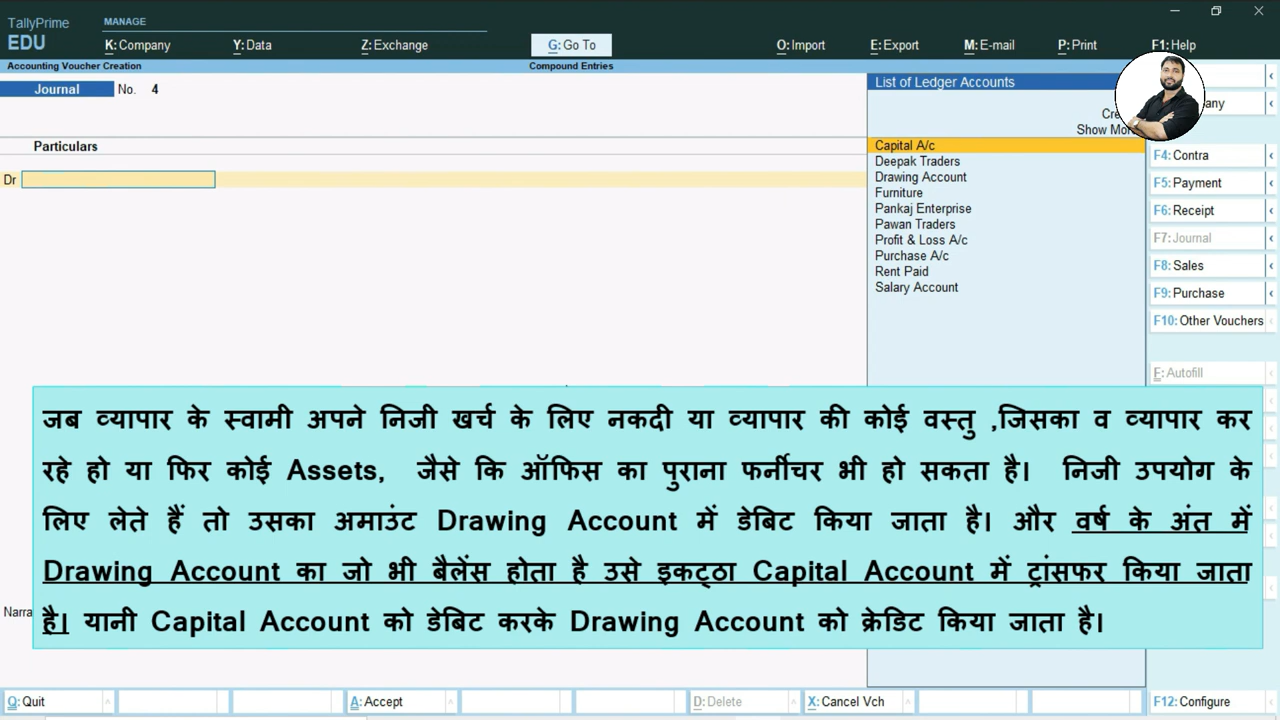 TallyPrime
EDU
MANAGE
K: Company
Y: Data
Z: Exchange
G: Go To
O: Import
E: Export
M: E-mail
P: Print
F1: Help
Accounting Voucher Creation
Compound Entries
Journal No. 4
List of Ledger Accounts
Show More
Particulars
Dr
Capital A/c
Deepak Traders
Drawing Account
Furniture
Pankaj Enterprise
Pawan Traders
Profit & Loss A/c
Purchase A/c
Rent Paid
Salary Account
F4: Contra
F5: Payment
F6: Receipt
F7: Journal
F8: Sales
F9: Purchase
F10: Other Vouchers
F: Autofill
जब व्यापार के स्वामी अपने निजी खर्च के लिए नकदी या व्यापार की कोई वस्तु ,जिसका व व्यापार कर
रहे हो या फिर कोई Assets, जैसे कि ऑफिस का पुराना फर्नीचर भी हो सकता है। निजी उपयोग के
लिए लेते हैं तो उसका अमाउंट Drawing Account में डेबिट किया जाता है। और वर्ष के अंत में
Drawing Account का जो भी बैलेंस होता है उसे इकट्ठा Capital Account में ट्रांसफर किया जाता
है। यानी Capital Account को डेबिट करके Drawing Account को क्रेडिट किया जाता है।
Q: Quit
A: Accept
D: Delete
X: Cancel Vch
F12: Configure